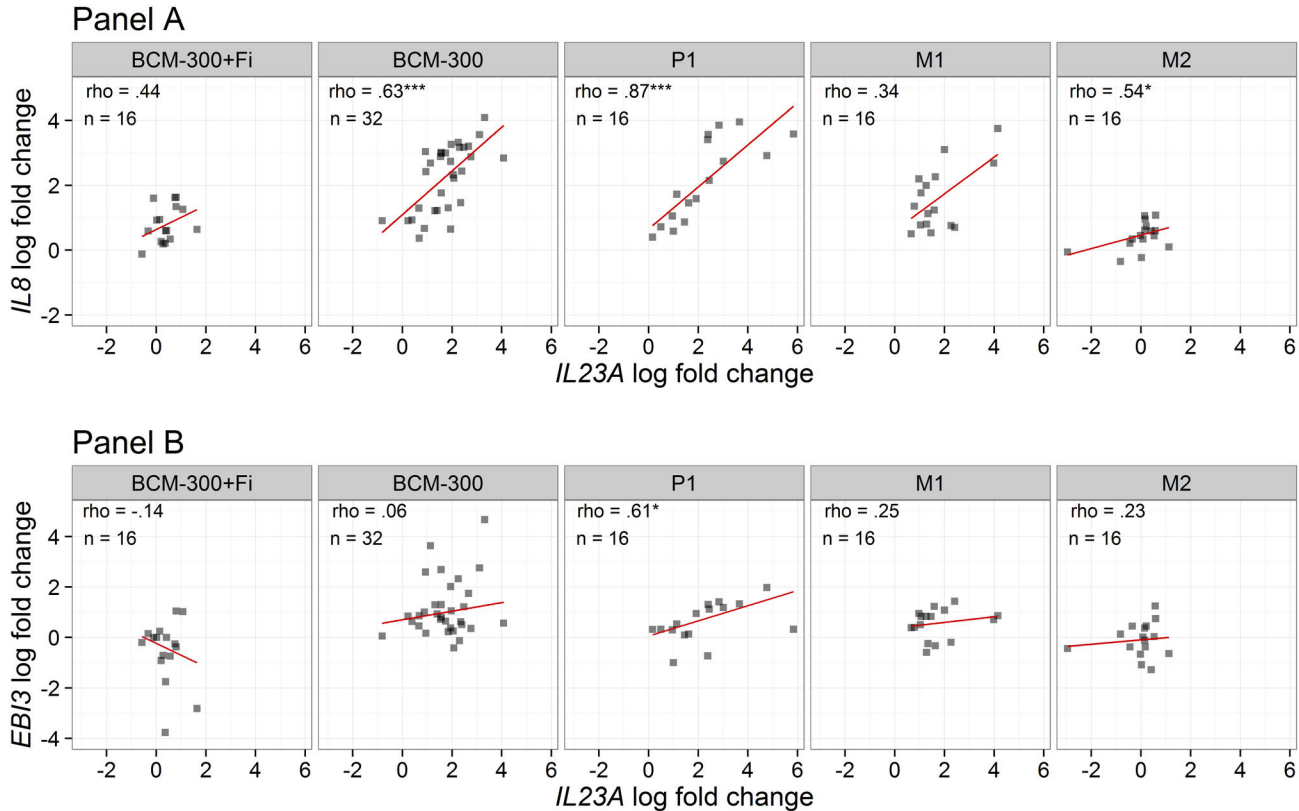 Panel A
BCM-300+Fi BCM-300 P1 M1 M2
rho = .44 rho = .63*** rho = .87*** rho = .34 rho = .54*
n = 16 n = 32 n = 16 n = 16 n = 16
IL8 log fold change
4
2
0
-2
-2 0 2 4 6 -2 0 2 4 6 -2 0 2 4 6 -2 0 2 4 6 -2 0 2 4 6
IL23A log fold change
Panel B
BCM-300+Fi BCM-300 P1 M1 M2
rho = -.14 rho = .06 rho = .61* rho = .25 rho = .23
n = 16 n = 32 n = 16 n = 16 n = 16
EBI3 log fold change
4
2
0
-2
-4
-2 0 2 4 6 -2 0 2 4 6 -2 0 2 4 6 -2 0 2 4 6 -2 0 2 4 6
IL23A log fold change